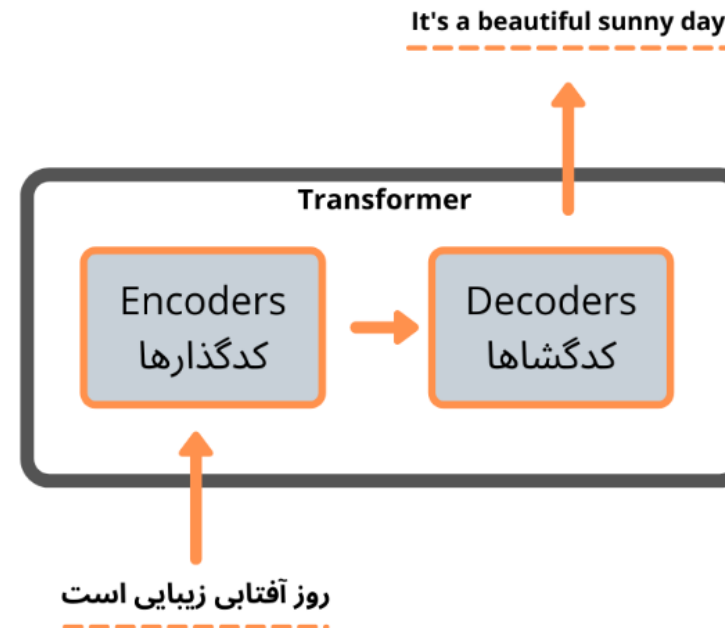 It's a beautiful sunny day
Transformer
Encoders
کدگذارها
Decoders
کدگشاها
روز آفتابی زیبایی است